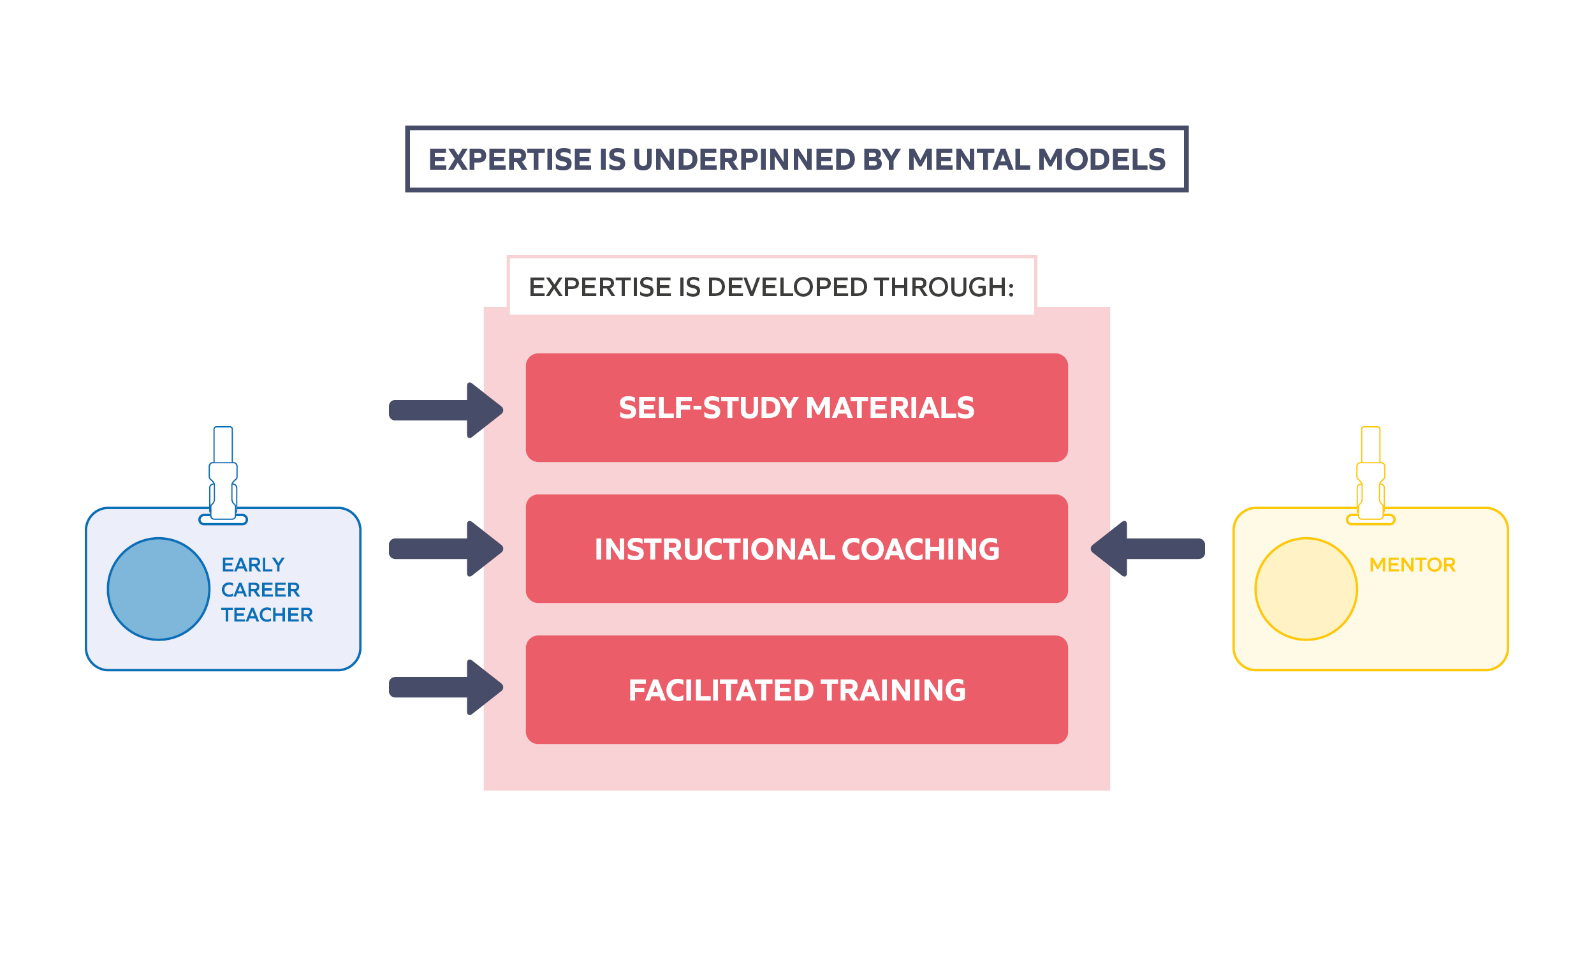 EXPERTISE IS UNDERPINNED BY MENTAL MODELS
EXPERTISE IS DEVELOPED THROUGH:
SELF-STUDY MATERIALS
INSTRUCTIONAL COACHING
FACILITATED TRAINING
EARLY
CAREER
TEACHER
MENTOR